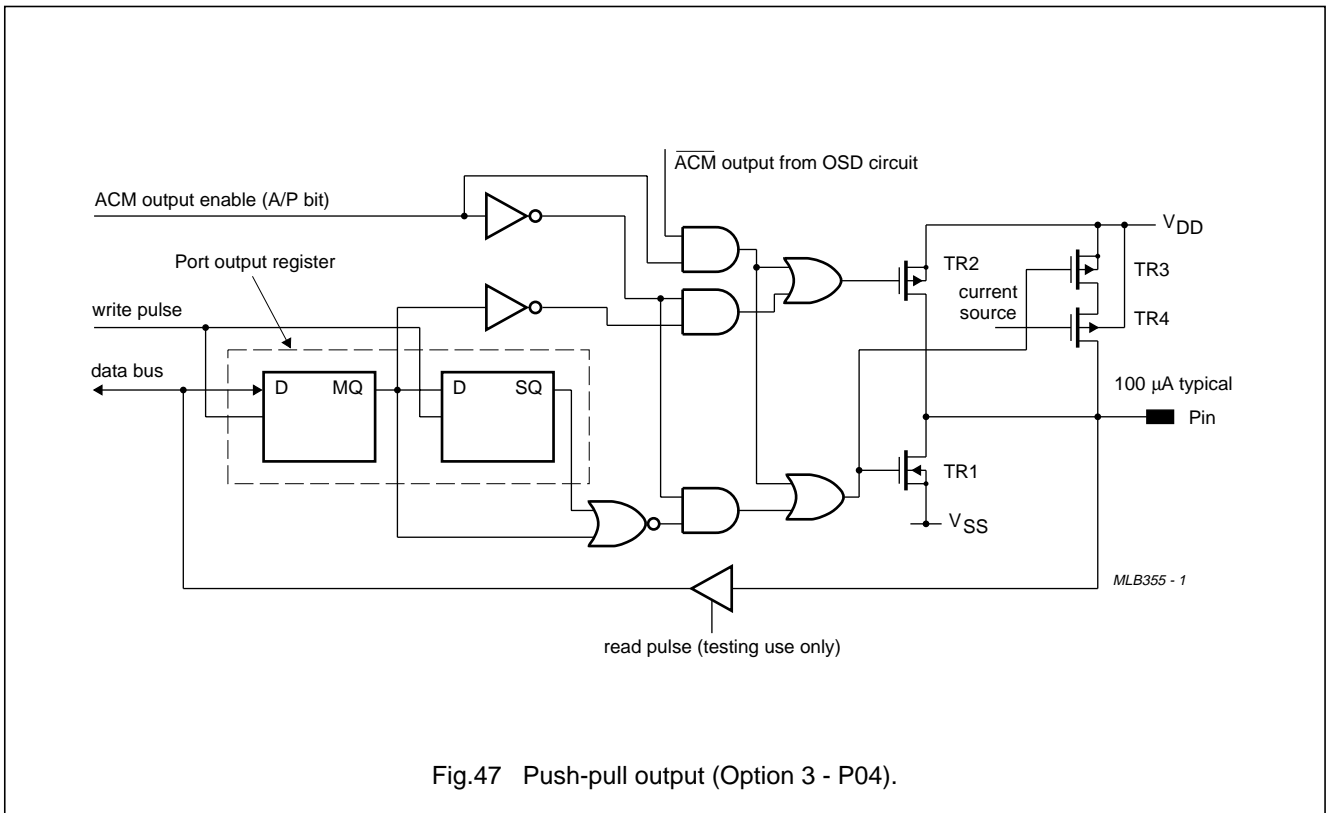 ACM output from OSD circuit
ACM output enable (A/P bit)
VDD
Port output register
TR2
TR3
current
source
write pulse
TR4
data bus
D MQ
D SQ
100 µA typical
Pin
TR1
VSS
MLB355 - 1
read pulse (testing use only)
Fig.47 Push-pull output (Option 3 - P04).